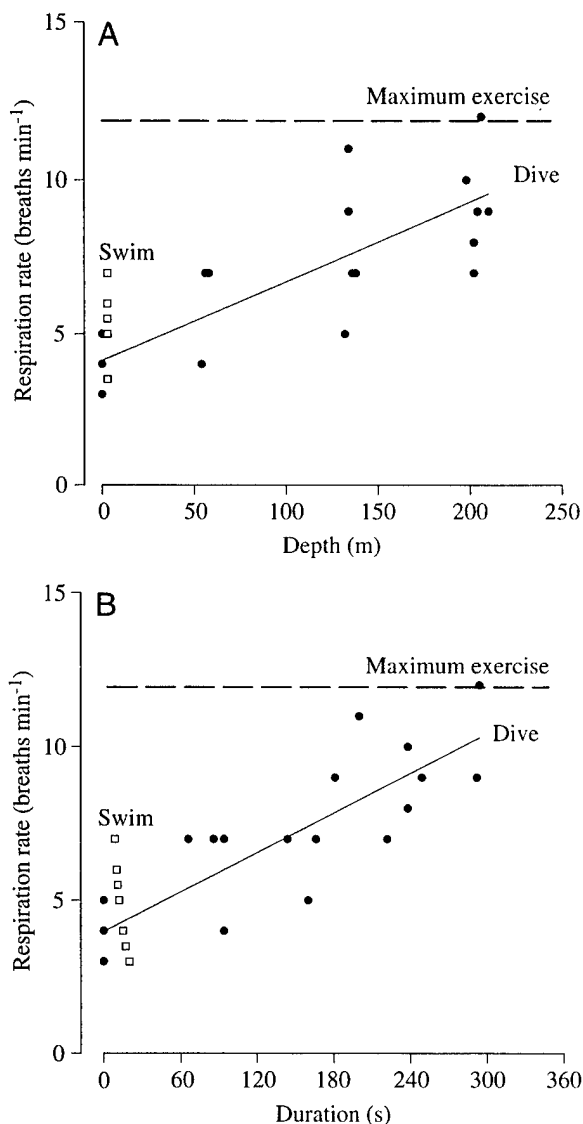 A
15
Maximum exercise
Dive
10
Swim
5
0
Respiration rate (breaths min⁻¹)
0 50 100 150 200 250
Depth (m)
B
15
Maximum exercise
Dive
10
Swim
5
0
Respiration rate (breaths min⁻¹)
0 60 120 180 240 300 360
Duration (s)